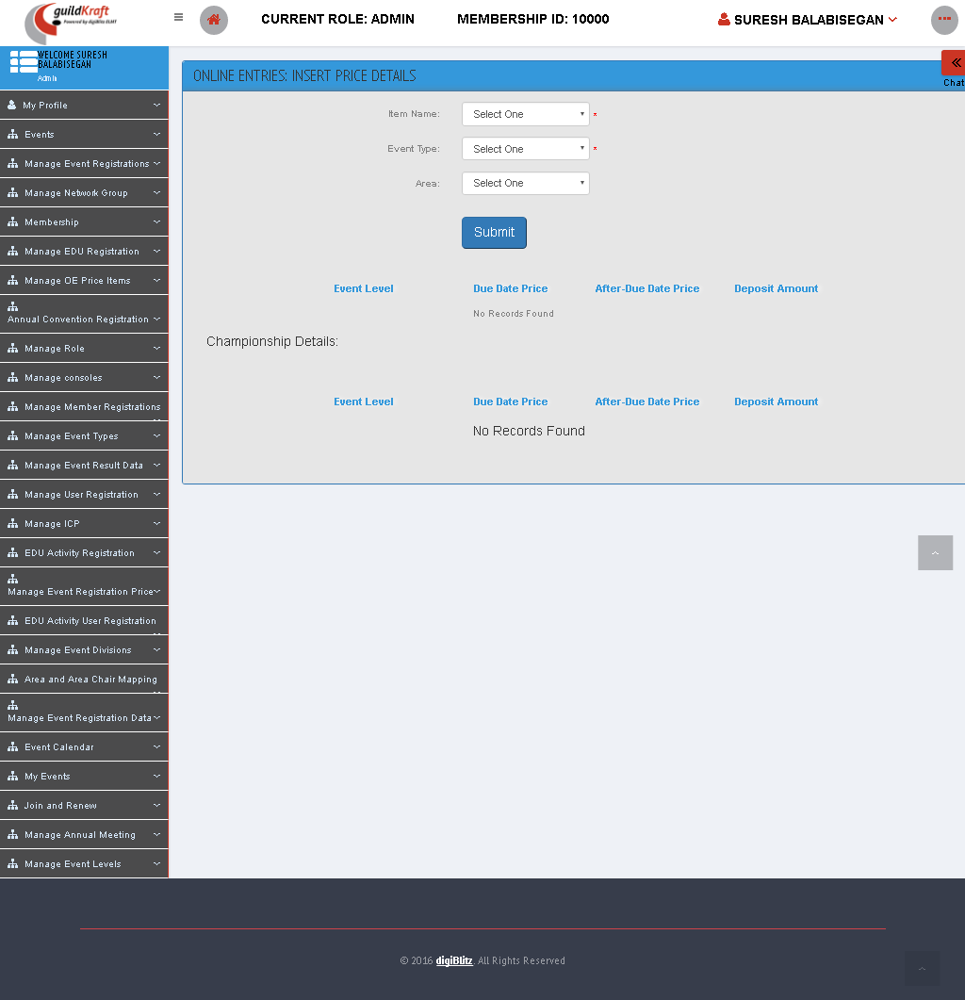 guildKraft
Powered by digiBlitz ELMT
CURRENT ROLE: ADMIN
MEMBERSHIP ID: 10000
SURESH BALABISEGAN
WELCOME SURESH
BALABISEGAN
Admin
My Profile
Events
Manage Event Registrations
Manage Network Group
Membership
Manage EDU Registration
Manage OE Price Items
Annual Convention Registration
Manage Role
Manage consoles
Manage Member Registrations
Manage Event Types
Manage Event Result Data
Manage User Registration
Manage ICP
EDU Activity Registration
Manage Event Registration Price
EDU Activity User Registration
Manage Event Divisions
Area and Area Chair Mapping
Manage Event Registration Data
Event Calendar
My Events
Join and Renew
Manage Annual Meeting
Manage Event Levels
ONLINE ENTRIES: INSERT PRICE DETAILS
Chat
Item Name: Select One *
Event Type: Select One *
Area: Select One
Submit
Event Level Due Date Price After-Due Date Price Deposit Amount
No Records Found
Championship Details:
Event Level Due Date Price After-Due Date Price Deposit Amount
No Records Found
© 2016 digiBlitz. All Rights Reserved